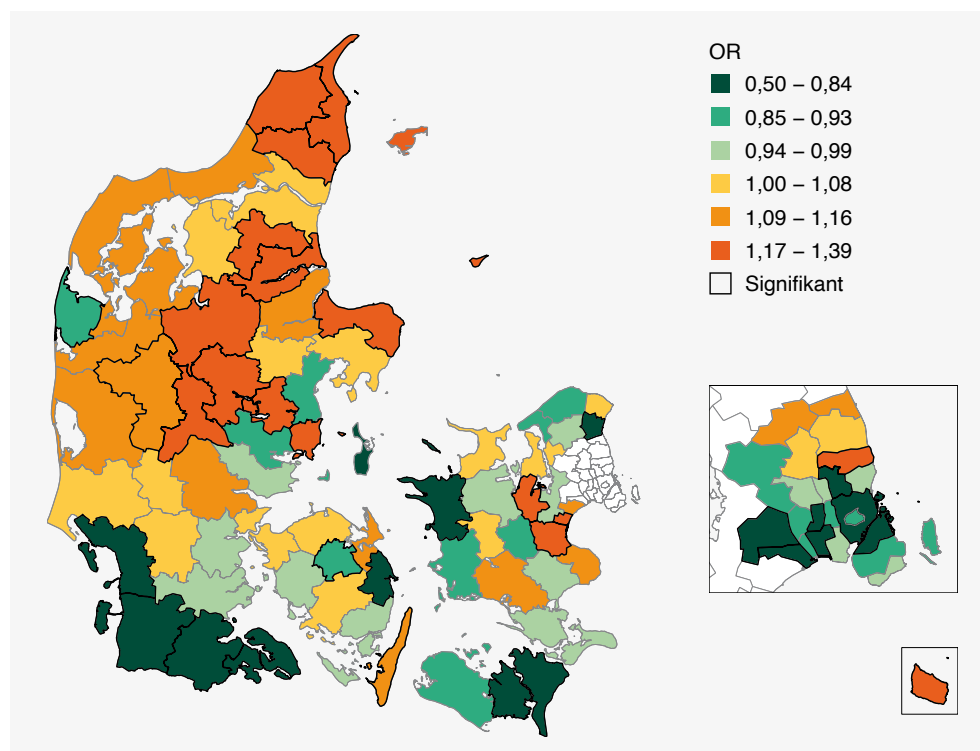 OR
0,50 – 0,84
0,85 – 0,93
0,94 – 0,99
1,00 – 1,08
1,09 – 1,16
1,17 – 1,39
Signifikant